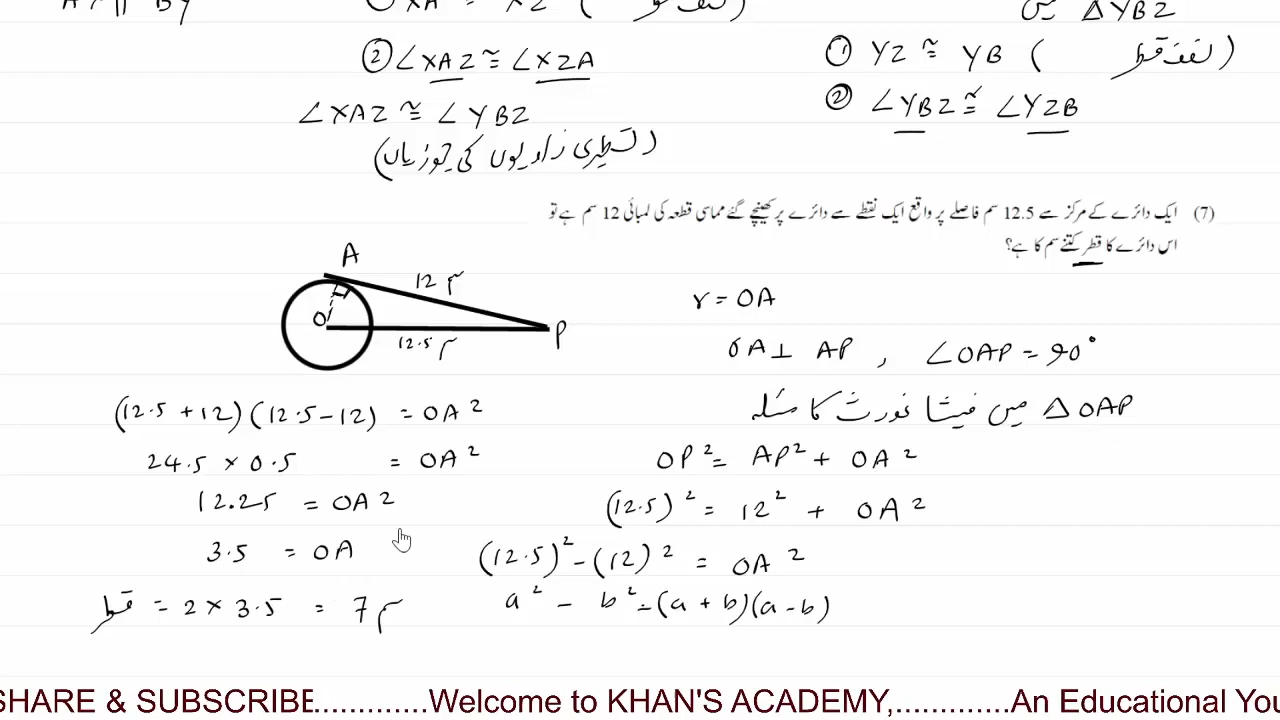 ② ∠XAZ ≅ ∠XZA
∠XAZ ≅ ∠YBZ
(تنظیری زاویوں کی جوڑیاں)
میں △YBZ
① YZ ≅ YB ( نصف قطر )
② ∠YBZ ≅ ∠YZB
(7) ایک دائرے کے مرکز سے 12.5 سم فاصلے پر واقع ایک نقطے سے دائرے پر کھینچے گئے مماسی قطعہ کی لمبائی 12 سم ہے تو
اس دائرے کا قطر کتنے سم کا ہے؟
A
12 سم
O
12.5 سم
P
r = OA
OA ⊥ AP , ∠OAP = 90°
△OAP میں فیثا غورث کا مسئلہ
OP² = AP² + OA²
(12.5)² = 12² + OA²
(12.5)² - (12)² = OA²
a² - b² = (a + b)(a - b)
(12.5 + 12)(12.5 - 12) = OA²
24.5 × 0.5 = OA²
12.25 = OA²
3.5 = OA
قطر = 2 × 3.5 = 7 سم
SHARE & SUBSCRIBE.............Welcome to KHAN'S ACADEMY,.............An Educational You